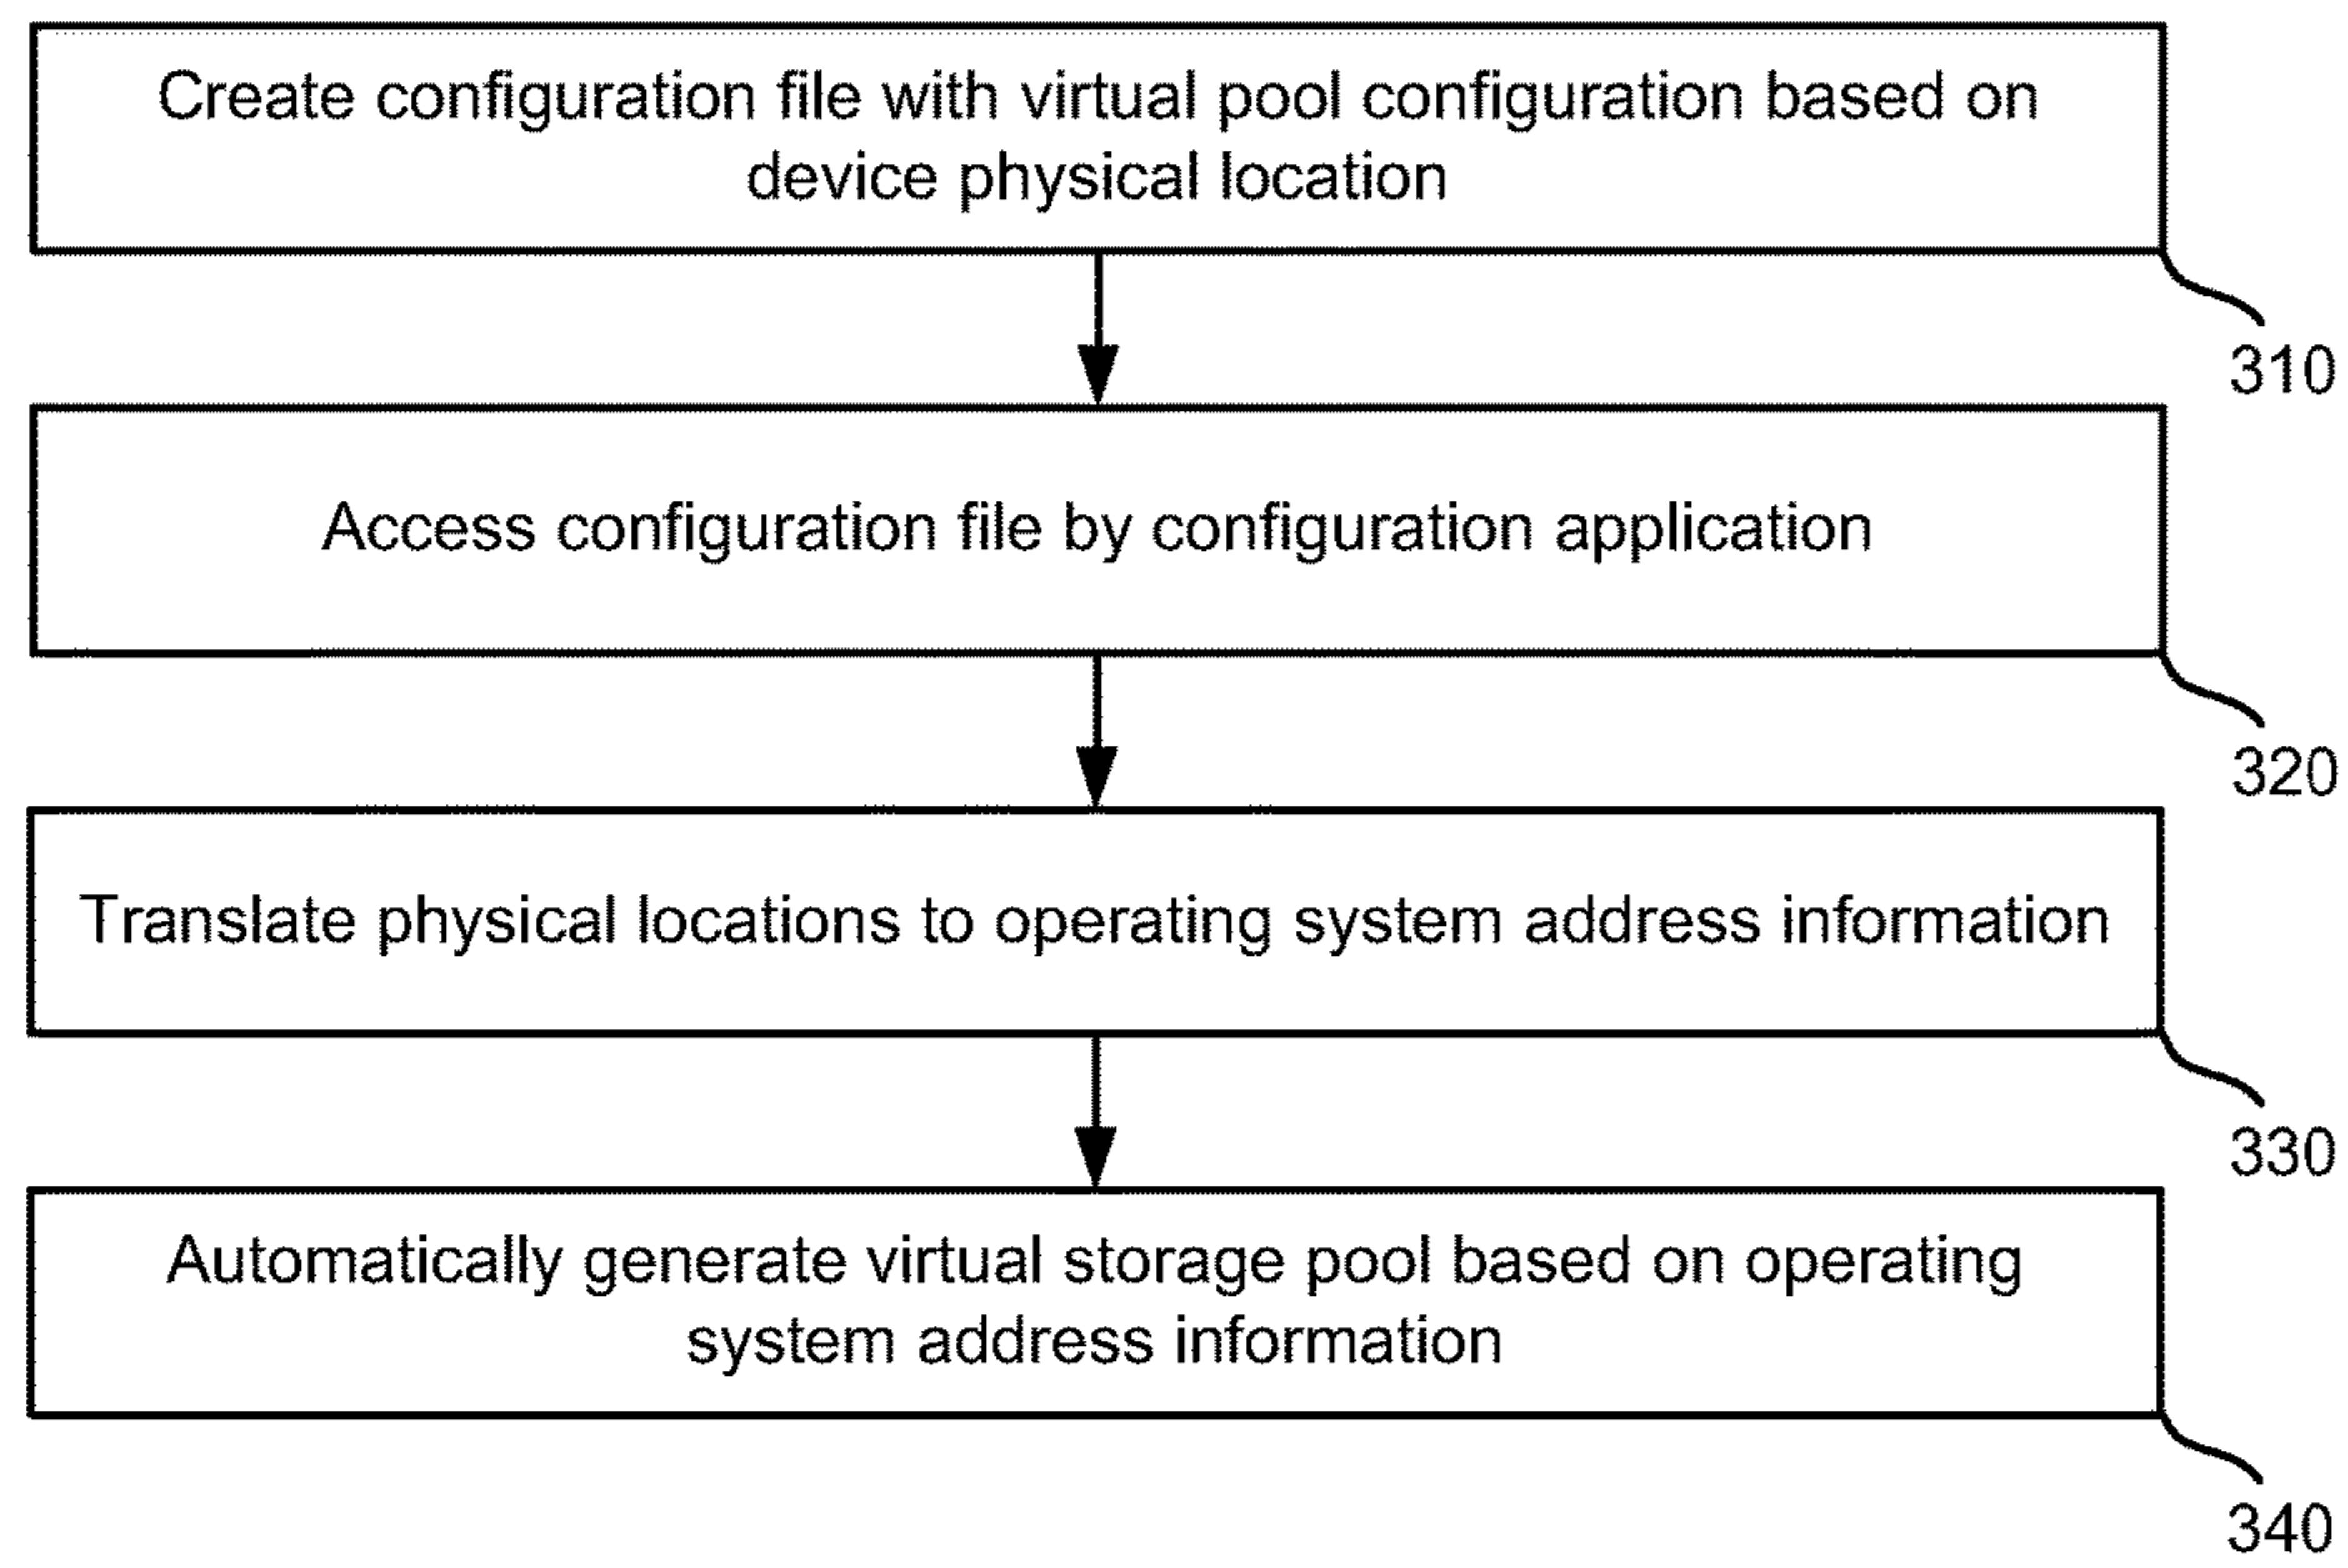 Create configuration file with virtual pool configuration based on
device physical location
310
Access configuration file by configuration application
320
Translate physical locations to operating system address information
330
Automatically generate virtual storage pool based on operating
system address information
340